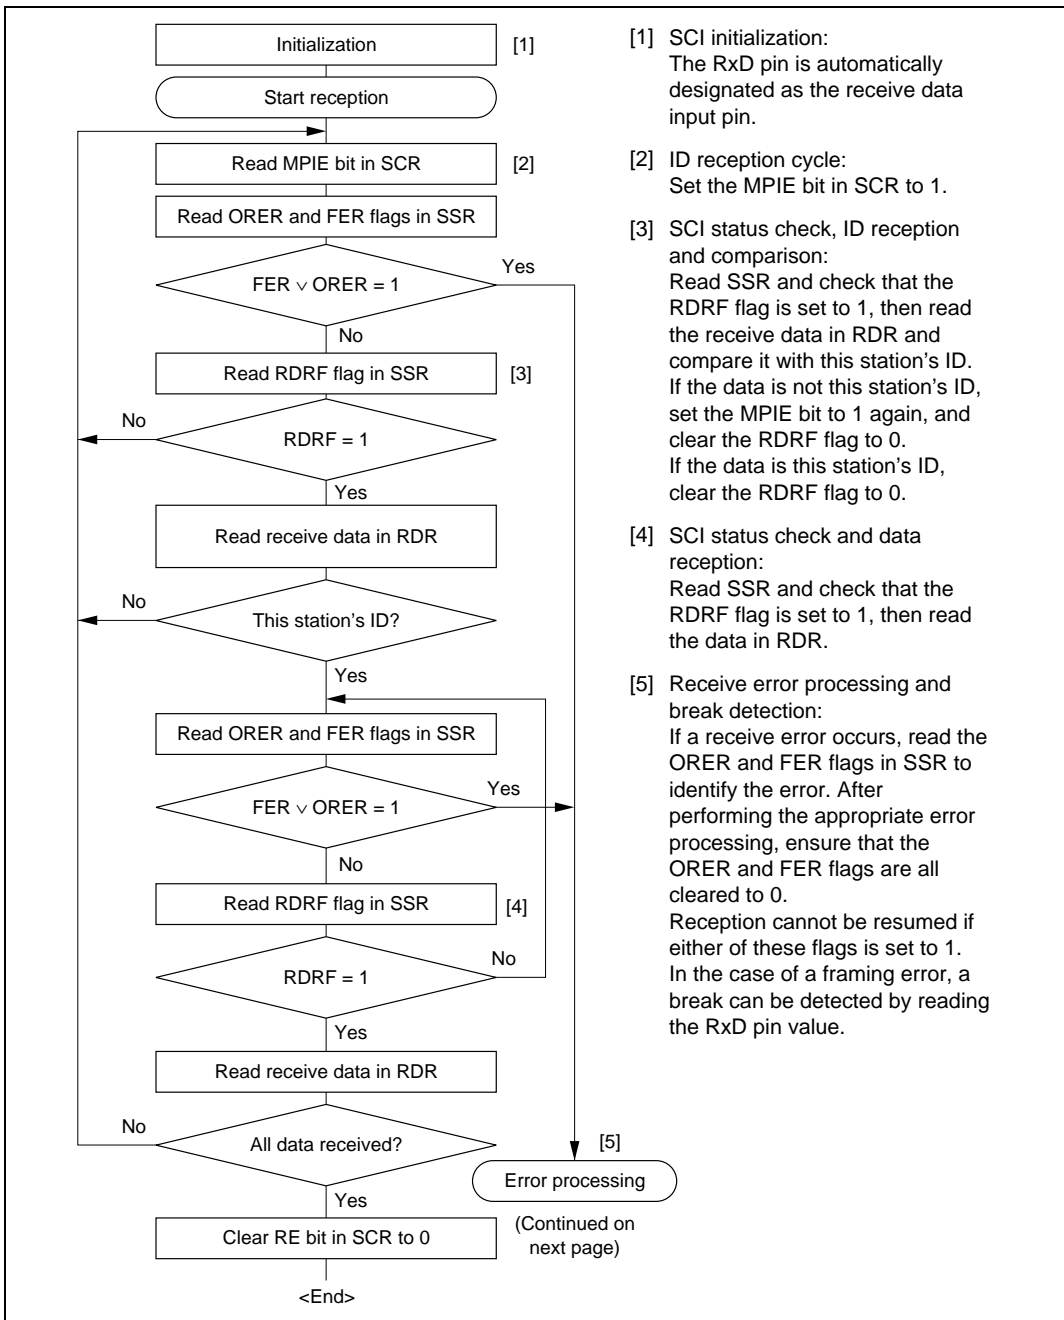 Initialization
[1]
Start reception
Read MPIE bit in SCR
[2]
Read ORER and FER flags in SSR
FER ∨ ORER = 1
Yes
No
Read RDRF flag in SSR
[3]
No
RDRF = 1
Yes
Read receive data in RDR
No
This station's ID?
Yes
Read ORER and FER flags in SSR
FER ∨ ORER = 1
Yes
No
Read RDRF flag in SSR
[4]
RDRF = 1
No
Yes
Read receive data in RDR
No
All data received?
[5]
Error processing
Yes
(Continued on
next page)
Clear RE bit in SCR to 0
<End>
[1] SCI initialization:
The RxD pin is automatically
designated as the receive data
input pin.
[2] ID reception cycle:
Set the MPIE bit in SCR to 1.
[3] SCI status check, ID reception
and comparison:
Read SSR and check that the
RDRF flag is set to 1, then read
the receive data in RDR and
compare it with this station's ID.
If the data is not this station's ID,
set the MPIE bit to 1 again, and
clear the RDRF flag to 0.
If the data is this station's ID,
clear the RDRF flag to 0.
[4] SCI status check and data
reception:
Read SSR and check that the
RDRF flag is set to 1, then read
the data in RDR.
[5] Receive error processing and
break detection:
If a receive error occurs, read the
ORER and FER flags in SSR to
identify the error. After
performing the appropriate error
processing, ensure that the
ORER and FER flags are all
cleared to 0.
Reception cannot be resumed if
either of these flags is set to 1.
In the case of a framing error, a
break can be detected by reading
the RxD pin value.